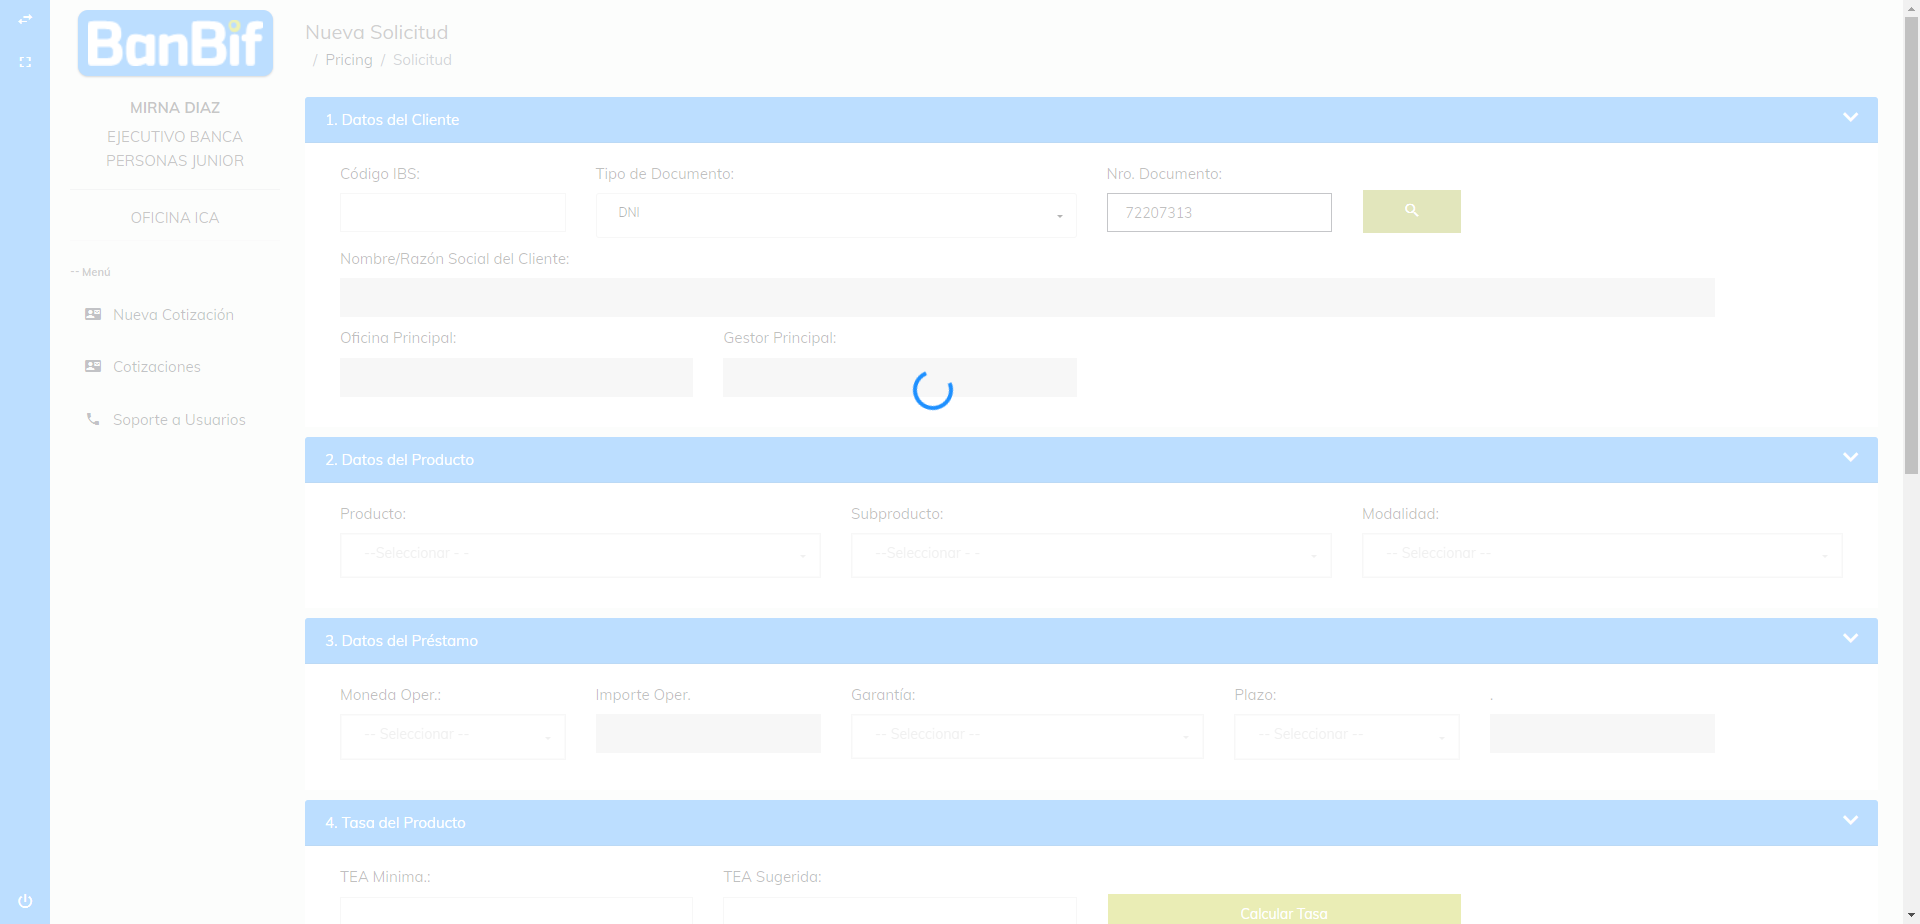 BanBif
MIRNA DIAZ
EJECUTIVO BANCA
PERSONAS JUNIOR
OFICINA ICA
-- Menú
Nueva Cotización
Cotizaciones
Soporte a Usuarios
Nueva Solicitud
/ Pricing / Solicitud
1. Datos del Cliente
Código IBS: Tipo de Documento: Nro. Documento:
DNI 72207313
Nombre/Razón Social del Cliente:
Oficina Principal: Gestor Principal:
2. Datos del Producto
Producto: Subproducto: Modalidad:
--Seleccionar - - --Seleccionar - - -- Seleccionar --
3. Datos del Préstamo
Moneda Oper.: Importe Oper. Garantía: Plazo: .
-- Seleccionar -- -- Seleccionar -- -- Seleccionar --
4. Tasa del Producto
TEA Minima.: TEA Sugerida:
Calcular Tasa